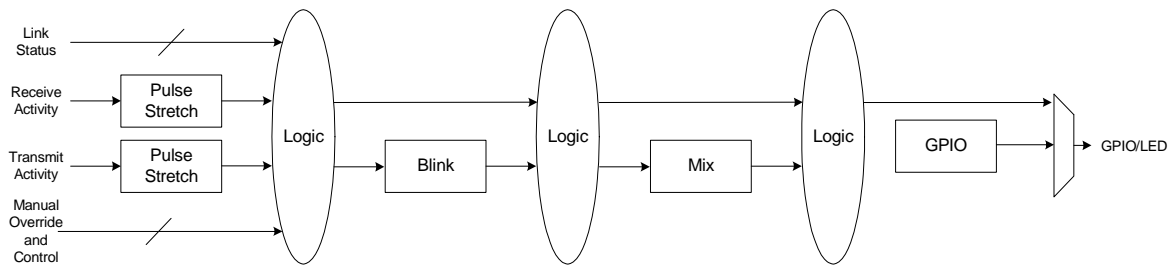 Link
Status
Receive
Activity
Pulse
Stretch
Transmit
Activity
Pulse
Stretch
Manual
Override
and
Control
Logic
Blink
Logic
Mix
Logic
GPIO
GPIO/LED